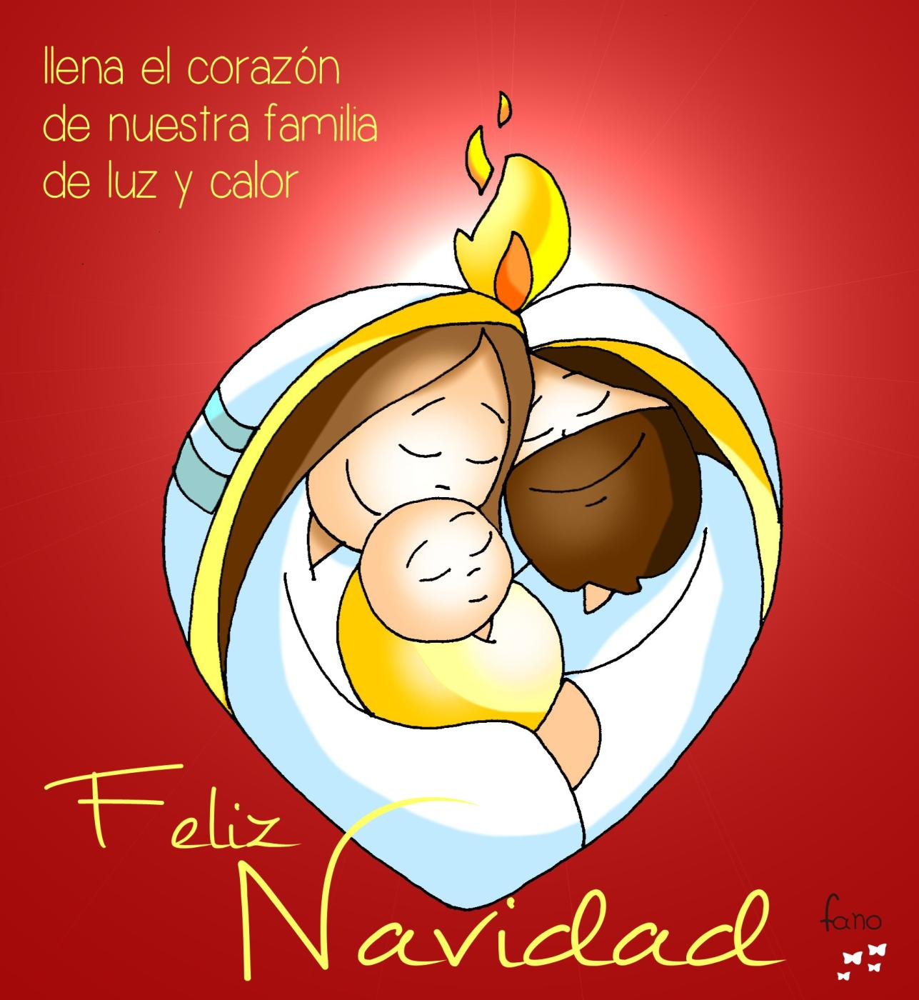 llena el corazón
de nuestra familia
de luz y calor
Feliz
Navidad
fano